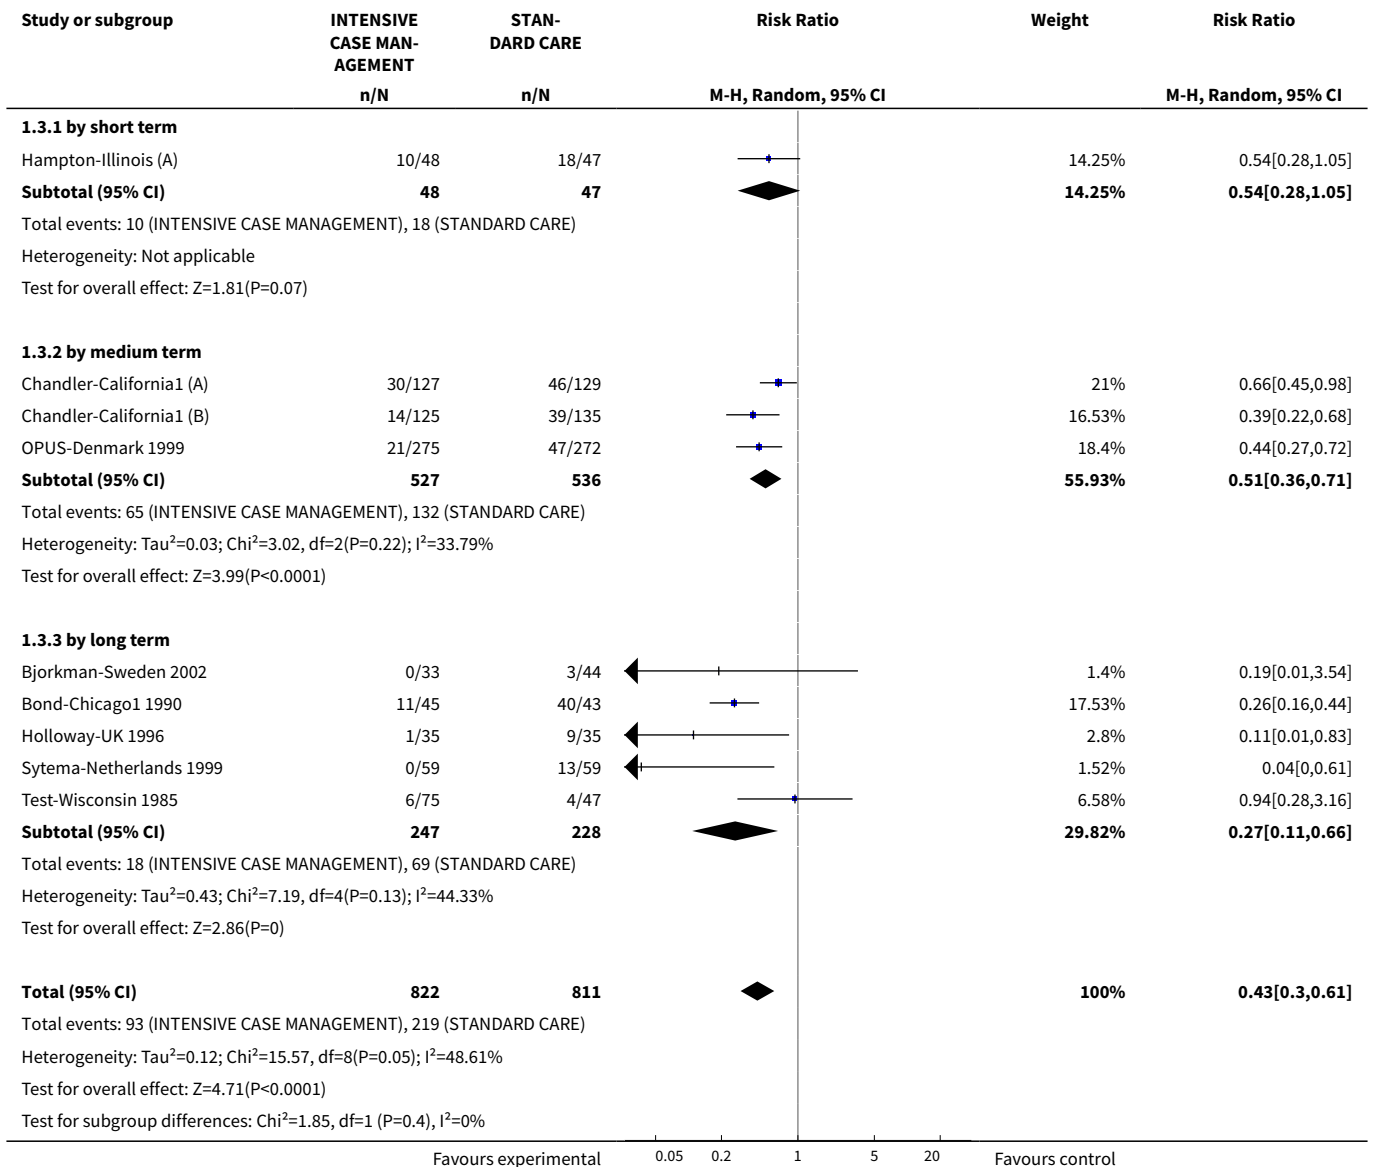 Study or subgroup INTENSIVE CASE MAN- AGEMENT STAN- DARD CARE Risk Ratio Weight Risk Ratio
n/N n/N M-H, Random, 95% CI M-H, Random, 95% CI
1.3.1 by short term
Hampton-Illinois (A) 10/48 18/47 14.25% 0.54[0.28,1.05]
Subtotal (95% CI) 48 47 14.25% 0.54[0.28,1.05]
Total events: 10 (INTENSIVE CASE MANAGEMENT), 18 (STANDARD CARE)
Heterogeneity: Not applicable
Test for overall effect: Z=1.81(P=0.07)
1.3.2 by medium term
Chandler-California1 (A) 30/127 46/129 21% 0.66[0.45,0.98]
Chandler-California1 (B) 14/125 39/135 16.53% 0.39[0.22,0.68]
OPUS-Denmark 1999 21/275 47/272 18.4% 0.44[0.27,0.72]
Subtotal (95% CI) 527 536 55.93% 0.51[0.36,0.71]
Total events: 65 (INTENSIVE CASE MANAGEMENT), 132 (STANDARD CARE)
Heterogeneity: Tau²=0.03; Chi²=3.02, df=2(P=0.22); I²=33.79%
Test for overall effect: Z=3.99(P<0.0001)
1.3.3 by long term
Bjorkman-Sweden 2002 0/33 3/44 1.4% 0.19[0.01,3.54]
Bond-Chicago1 1990 11/45 40/43 17.53% 0.26[0.16,0.44]
Holloway-UK 1996 1/35 9/35 2.8% 0.11[0.01,0.83]
Sytema-Netherlands 1999 0/59 13/59 1.52% 0.04[0,0.61]
Test-Wisconsin 1985 6/75 4/47 6.58% 0.94[0.28,3.16]
Subtotal (95% CI) 247 228 29.82% 0.27[0.11,0.66]
Total events: 18 (INTENSIVE CASE MANAGEMENT), 69 (STANDARD CARE)
Heterogeneity: Tau²=0.43; Chi²=7.19, df=4(P=0.13); I²=44.33%
Test for overall effect: Z=2.86(P=0)
Total (95% CI) 822 811 100% 0.43[0.3,0.61]
Total events: 93 (INTENSIVE CASE MANAGEMENT), 219 (STANDARD CARE)
Heterogeneity: Tau²=0.12; Chi²=15.57, df=8(P=0.05); I²=48.61%
Test for overall effect: Z=4.71(P<0.0001)
Test for subgroup differences: Chi²=1.85, df=1 (P=0.4), I²=0%
Favours experimental 0.05 0.2 1 5 20 Favours control